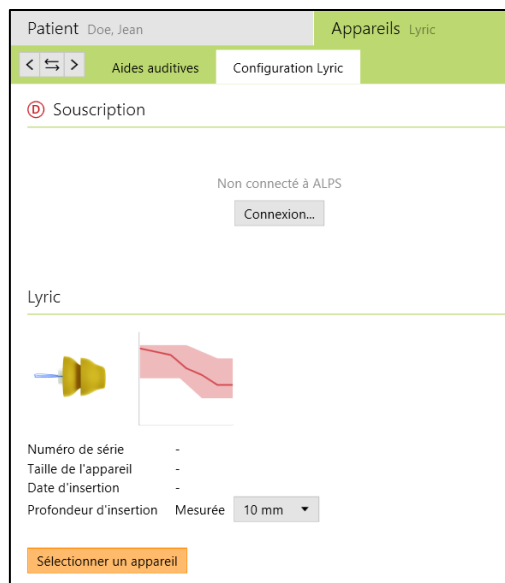 Patient Doe, Jean Appareils Lyric
< ⇆ > Aides auditives Configuration Lyric
D Souscription
Non connecté à ALPS
Connexion...
Lyric
Numéro de série -
Taille de l'appareil -
Date d'insertion -
Profondeur d'insertion Mesurée 10 mm
Sélectionner un appareil